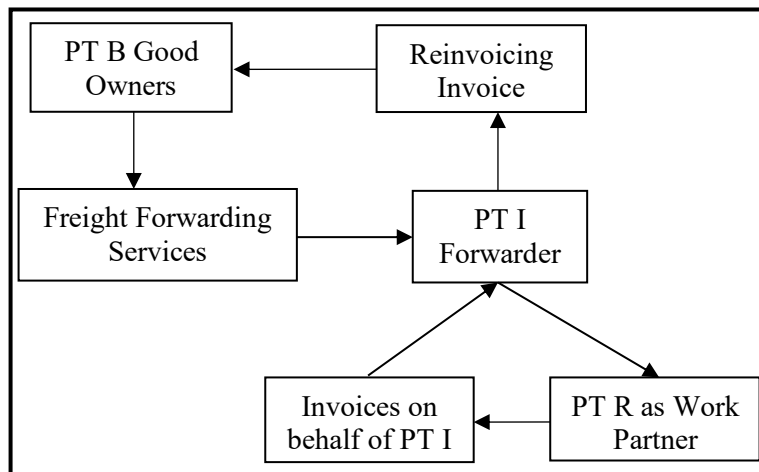 PT B Good
Owners
Reinvoicing
Invoice
Freight Forwarding
Services
PT I
Forwarder
Invoices on
behalf of PT I
PT R as Work
Partner